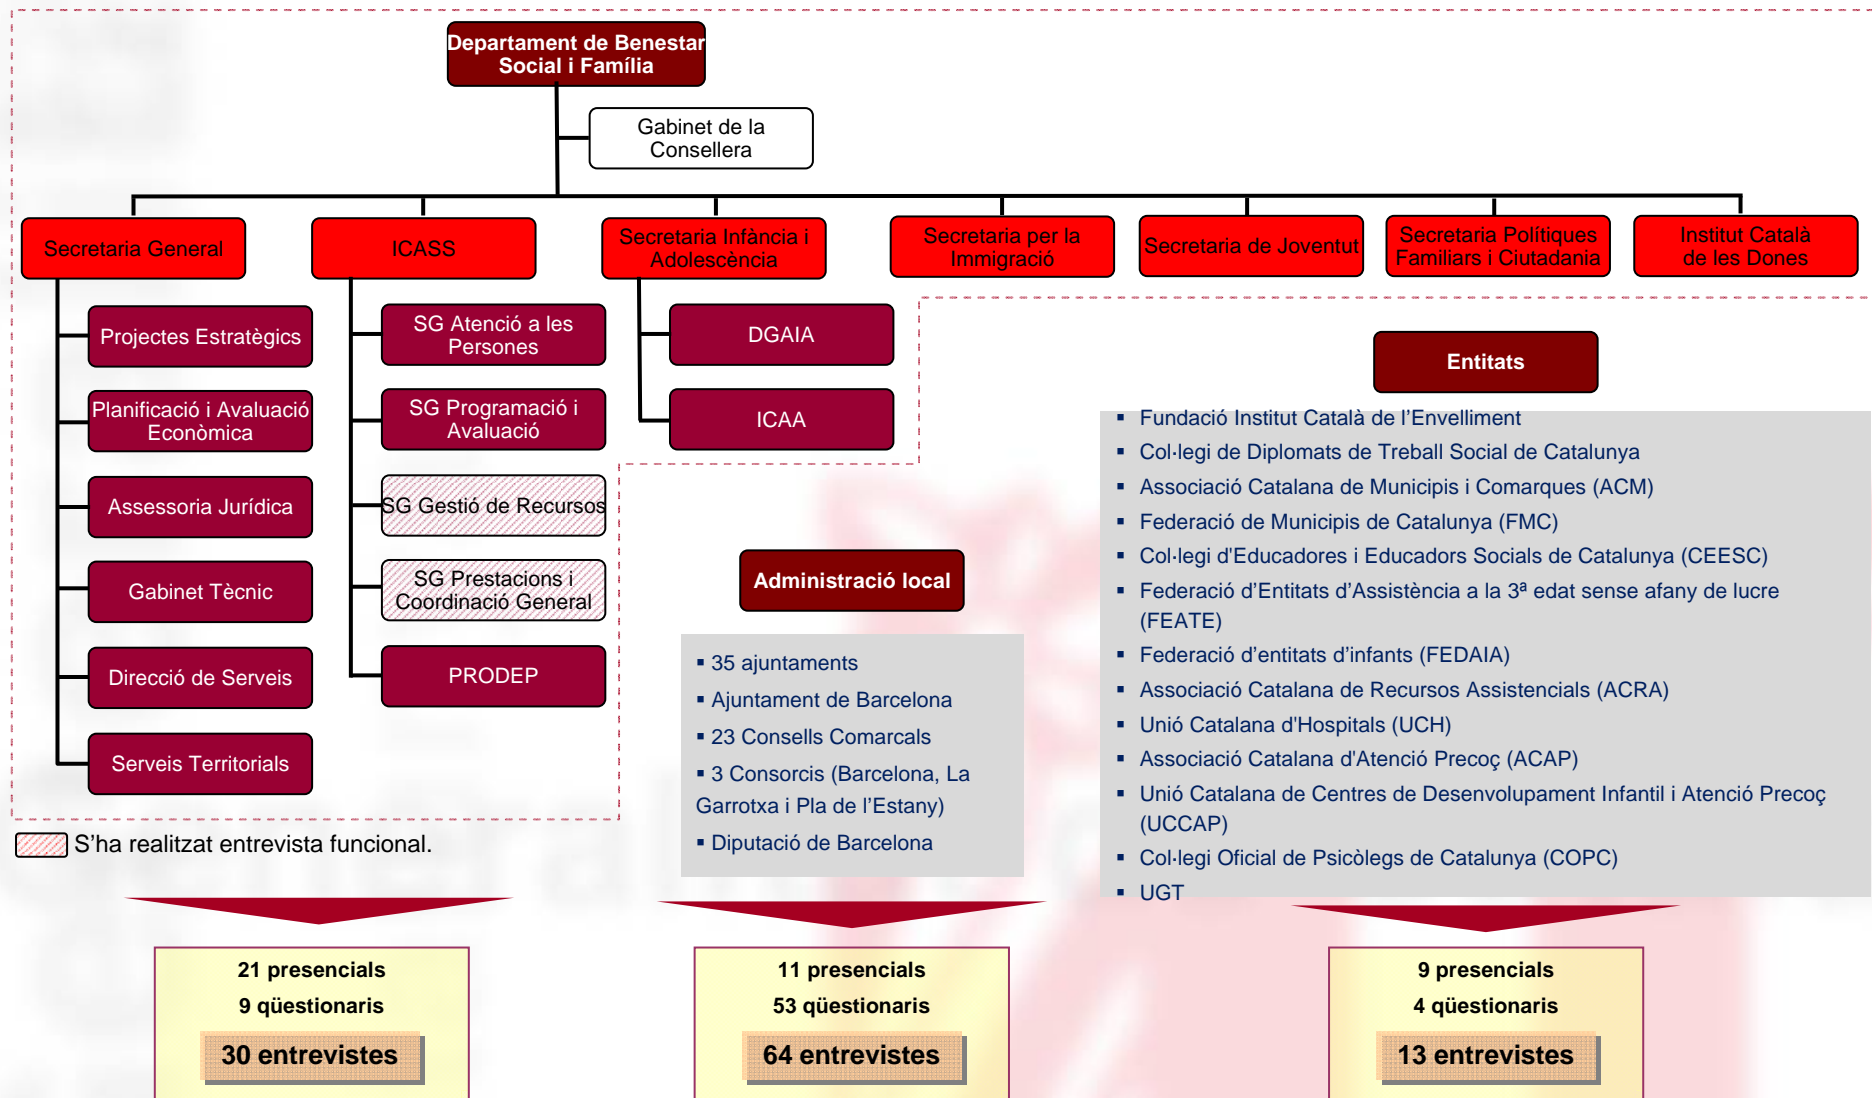 Departament de Benestar
Social i Família
Gabinet de la
Consellera
Secretaria General
ICASS
Secretaria Infància i
Adolescència
Secretaria per la
Immigració
Secretaria de Joventut
Secretaria Polítiques
Familiars i Ciutadania
Institut Català
de les Dones
Projectes Estratègics
Planificació i Avaluació
Econòmica
Assessoria Jurídica
Gabinet Tècnic
Direcció de Serveis
Serveis Territorials
SG Atenció a les
Persones
SG Programació i
Avaluació
SG Gestió de Recursos
SG Prestacions i
Coordinació General
PRODEP
DGAIA
ICAA
S’ha realitzat entrevista funcional.
Administració local
▪ 35 ajuntaments
▪ Ajuntament de Barcelona
▪ 23 Consells Comarcals
▪ 3 Consorcis (Barcelona, La
Garrotxa i Pla de l’Estany)
▪ Diputació de Barcelona
Entitats
▪ Fundació Institut Català de l’Envelliment
▪ Col·legi de Diplomats de Treball Social de Catalunya
▪ Associació Catalana de Municipis i Comarques (ACM)
▪ Federació de Municipis de Catalunya (FMC)
▪ Col·legi d'Educadores i Educadors Socials de Catalunya (CEESC)
▪ Federació d’Entitats d’Assistència a la 3ª edat sense afany de lucre
(FEATE)
▪ Federació d’entitats d’infants (FEDAIA)
▪ Associació Catalana de Recursos Assistencials (ACRA)
▪ Unió Catalana d'Hospitals (UCH)
▪ Associació Catalana d'Atenció Precoç (ACAP)
▪ Unió Catalana de Centres de Desenvolupament Infantil i Atenció Precoç
(UCCAP)
▪ Col·legi Oficial de Psicòlegs de Catalunya (COPC)
▪ UGT
21 presencials
9 qüestionaris
30 entrevistes
11 presencials
53 qüestionaris
64 entrevistes
9 presencials
4 qüestionaris
13 entrevistes